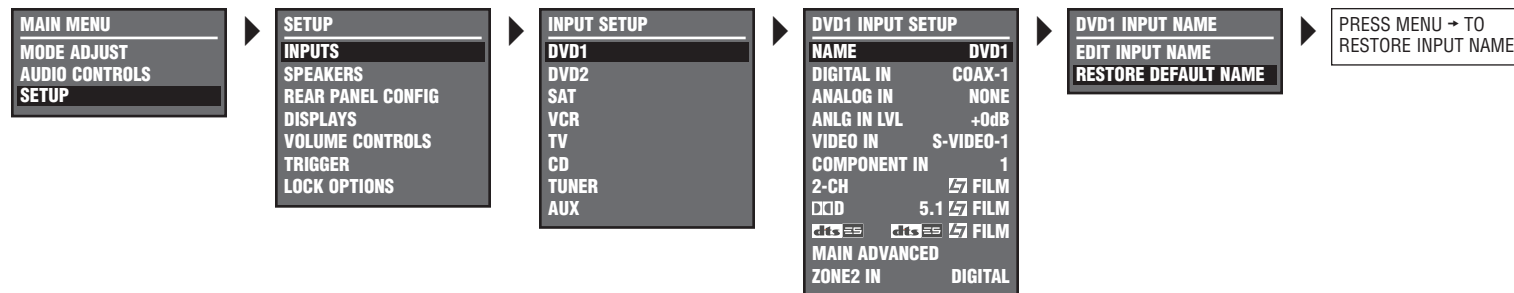 MAIN MENU
MODE ADJUST
AUDIO CONTROLS
SETUP
SETUP
INPUTS
SPEAKERS
REAR PANEL CONFIG
DISPLAYS
VOLUME CONTROLS
TRIGGER
LOCK OPTIONS
INPUT SETUP
DVD1
DVD2
SAT
VCR
TV
CD
TUNER
AUX
DVD1 INPUT SETUP
NAME DVD1
DIGITAL IN COAX-1
ANALOG IN NONE
ANLG IN LVL +0dB
VIDEO IN S-VIDEO-1
COMPONENT IN 1
2-CH L7 FILM
D 5.1 L7 FILM
dts ES dts ES L7 FILM
MAIN ADVANCED
ZONE2 IN DIGITAL
DVD1 INPUT NAME
EDIT INPUT NAME
RESTORE DEFAULT NAME
PRESS MENU → TO
RESTORE INPUT NAME